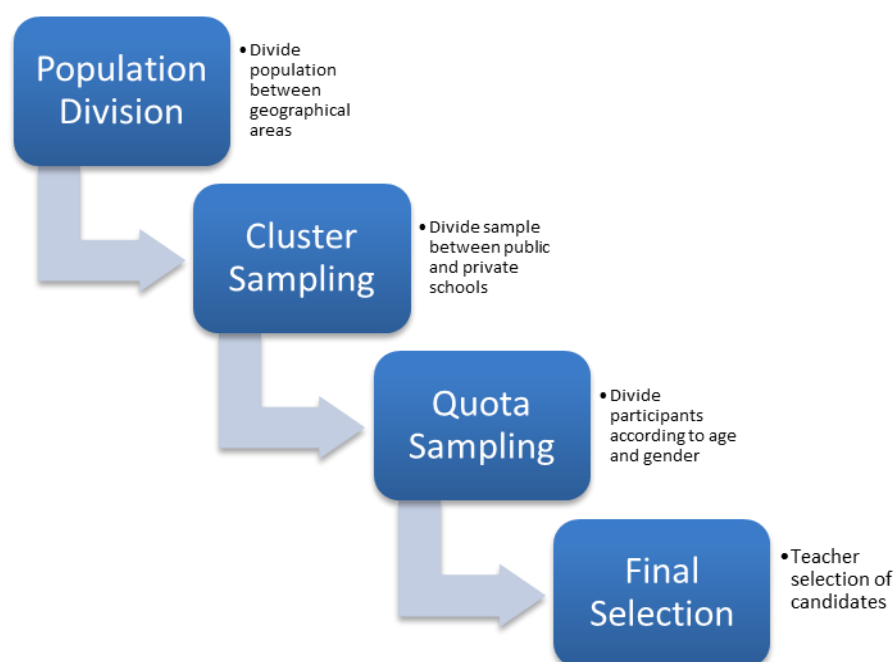 Population
Division
•Divide
population
between
geographical
areas
Cluster
Sampling
•Divide sample
between public
and private
schools
Quota
Sampling
•Divide
participants
according to age
and gender
Final
Selection
•Teacher
selection of
candidates